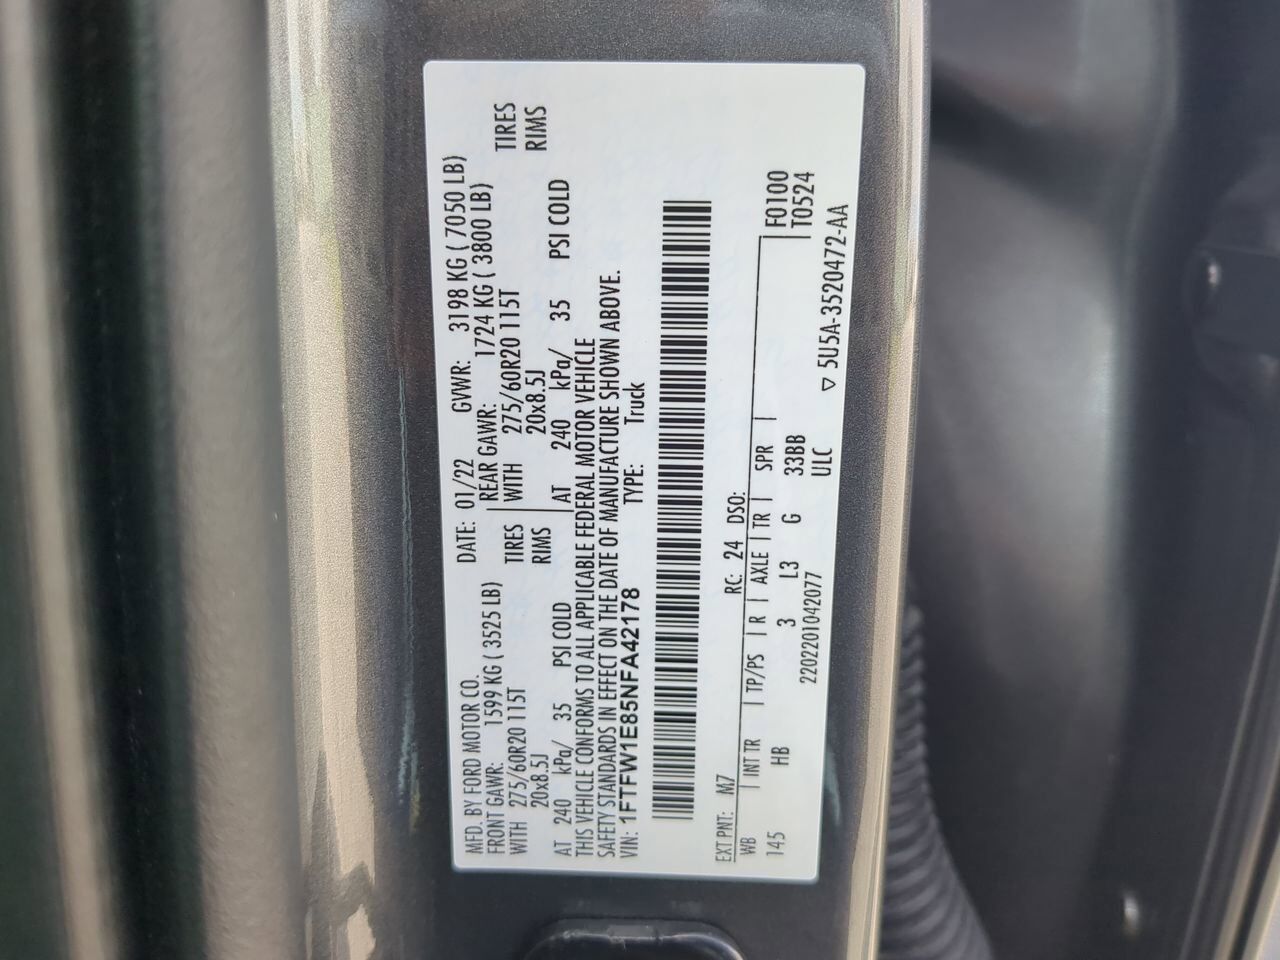 MFD. BY FORD MOTOR CO.
DATE: 01/22 GVWR: 3198 KG ( 7050 LB)
FRONT GAWR: 1599 KG ( 3525 LB) REAR GAWR: 1724 KG ( 3800 LB)
WITH 275/60R20 115T TIRES WITH 275/60R20 115T TIRES
20x8.5J RIMS 20x8.5J RIMS
AT 240 kPa/ 35 PSI COLD AT 240 kPa/ 35 PSI COLD
THIS VEHICLE CONFORMS TO ALL APPLICABLE FEDERAL MOTOR VEHICLE
SAFETY STANDARDS IN EFFECT ON THE DATE OF MANUFACTURE SHOWN ABOVE.
VIN: 1FTFW1E85NFA42178 TYPE: Truck
EXT PNT: M7 RC: 24 DSO:
WB INT TR TP/PS R AXLE TR SPR F0100
145 HB 3 L3 G 33BB T0524
2202201042077 ULC
▽ 5U5A-3520472-AA